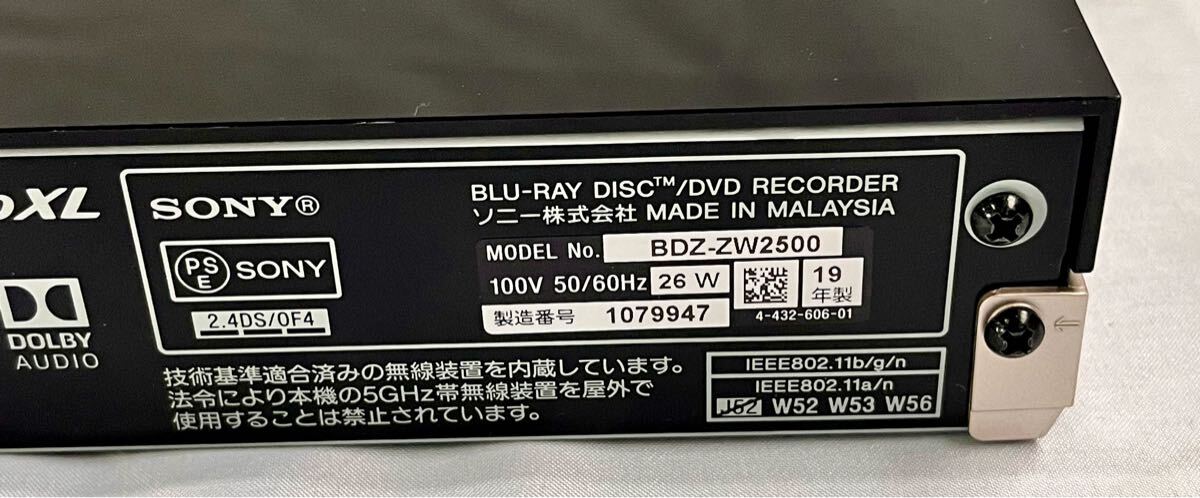 XL
DOLBY
AUDIO
SONY®
PS
E
SONY
2.4DS/OF4
BLU-RAY DISC™/DVD RECORDER
ソニー株式会社 MADE IN MALAYSIA
MODEL No. BDZ-ZW2500
100V 50/60Hz 26 W
19
年製
製造番号 1079947
4-432-606-01
技術基準適合済みの無線装置を内蔵しています。
法令により本機の5GHz帯無線装置を屋外で
使用することは禁止されています。
IEEE802.11b/g/n
IEEE802.11a/n
J52 W52 W53 W56